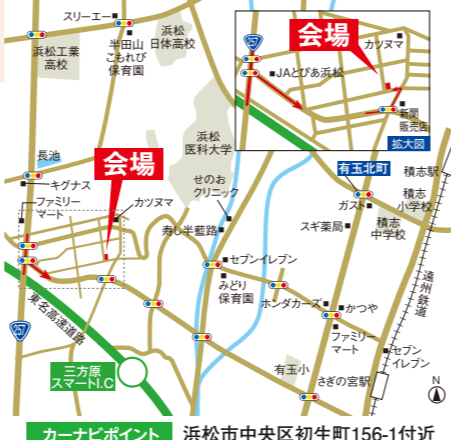 スリーエー
浜松工業
高校
半田山
こもれび
保育園
浜松
日体高校
257
会場
カツヌマ
JAとぴあ浜松
新聞
販売店
拡大図
浜松
医科大学
長池
会場
キグナス
ファミリー
マート
カツヌマ
せのお
クリニック
寿し半藍路
有玉北町
積志駅
ガスト
積志
小学校
スギ薬局
積志
中学校
セブンイレブン
みどり
保育園
遠州鉄道
ホンダカーズ
かつや
ファミリー
マート
257
東名高速道路
三方原
スマートI.C
有玉小
さぎの宮駅
セブン
イレブン
N
カーナビポイント 浜松市中央区初生町156-1付近